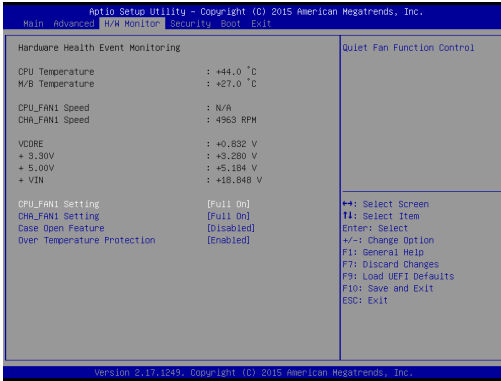 Aptio Setup Utility – Copyright (C) 2015 American Megatrends, Inc.
Main Advanced H/W Monitor Security Boot Exit
Hardware Health Event Monitoring
CPU Temperature : +44.0 °C
M/B Temperature : +27.0 °C
CPU_FAN1 Speed : N/A
CHA_FAN1 Speed : 4963 RPM
VCORE : +0.832 V
+ 3.30V : +3.280 V
+ 5.00V : +5.184 V
+ VIN : +18.848 V
CPU_FAN1 Setting [Full On]
CHA_FAN1 Setting [Full On]
Case Open Feature [Disabled]
Over Temperature Protection [Enabled]
Quiet Fan Function Control
↔: Select Screen
↑↓: Select Item
Enter: Select
+/-: Change Option
F1: General Help
F7: Discard Changes
F9: Load UEFI Defaults
F10: Save and Exit
ESC: Exit
Version 2.17.1249. Copyright (C) 2015 American Megatrends, Inc.